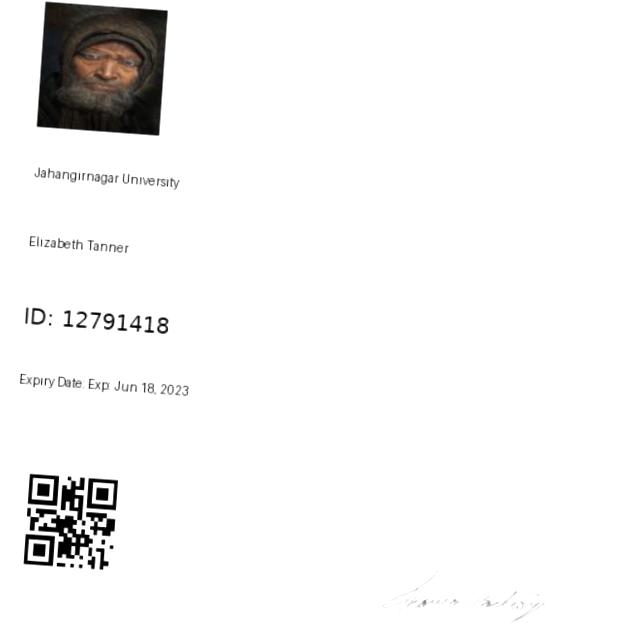 Jahangirnagar University
Elizabeth Tanner
ID: 12791418
Expiry Date: Exp: Jun 18, 2023